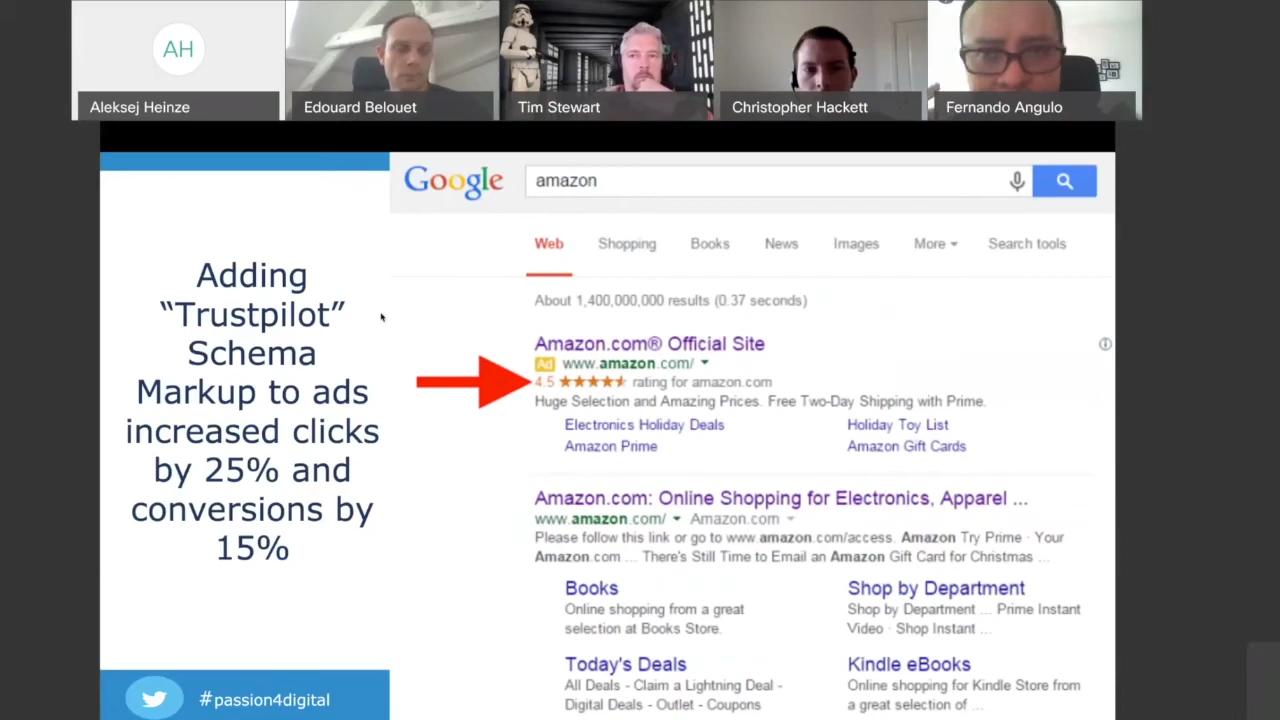 AH
Aleksej Heinze
Edouard Belouet
Tim Stewart
Christopher Hackett
Fernando Angulo
Adding
“Trustpilot”
Schema
Markup to ads
increased clicks
by 25% and
conversions by
15%
#passion4digital
Google
amazon
Web Shopping Books News Images More Search tools
About 1,400,000,000 results (0.37 seconds)
Amazon.com® Official Site
Ad www.amazon.com/
4.5 ★★★★★ rating for amazon.com
Huge Selection and Amazing Prices. Free Two-Day Shipping with Prime.
Electronics Holiday Deals Holiday Toy List
Amazon Prime Amazon Gift Cards
Amazon.com: Online Shopping for Electronics, Apparel ...
www.amazon.com/ Amazon.com
Please follow this link or go to www.amazon.com/access. Amazon Try Prime · Your
Amazon.com ... There's Still Time to Email an Amazon Gift Card for Christmas ...
Books
Online shopping from a great
selection at Books Store.
Shop by Department
Shop by Department ... Prime Instant
Video · Shop Instant ...
Today's Deals
All Deals - Claim a Lightning Deal -
Digital Deals - Outlet - Coupons
Kindle eBooks
Online shopping for Kindle Store from
a great selection of ...